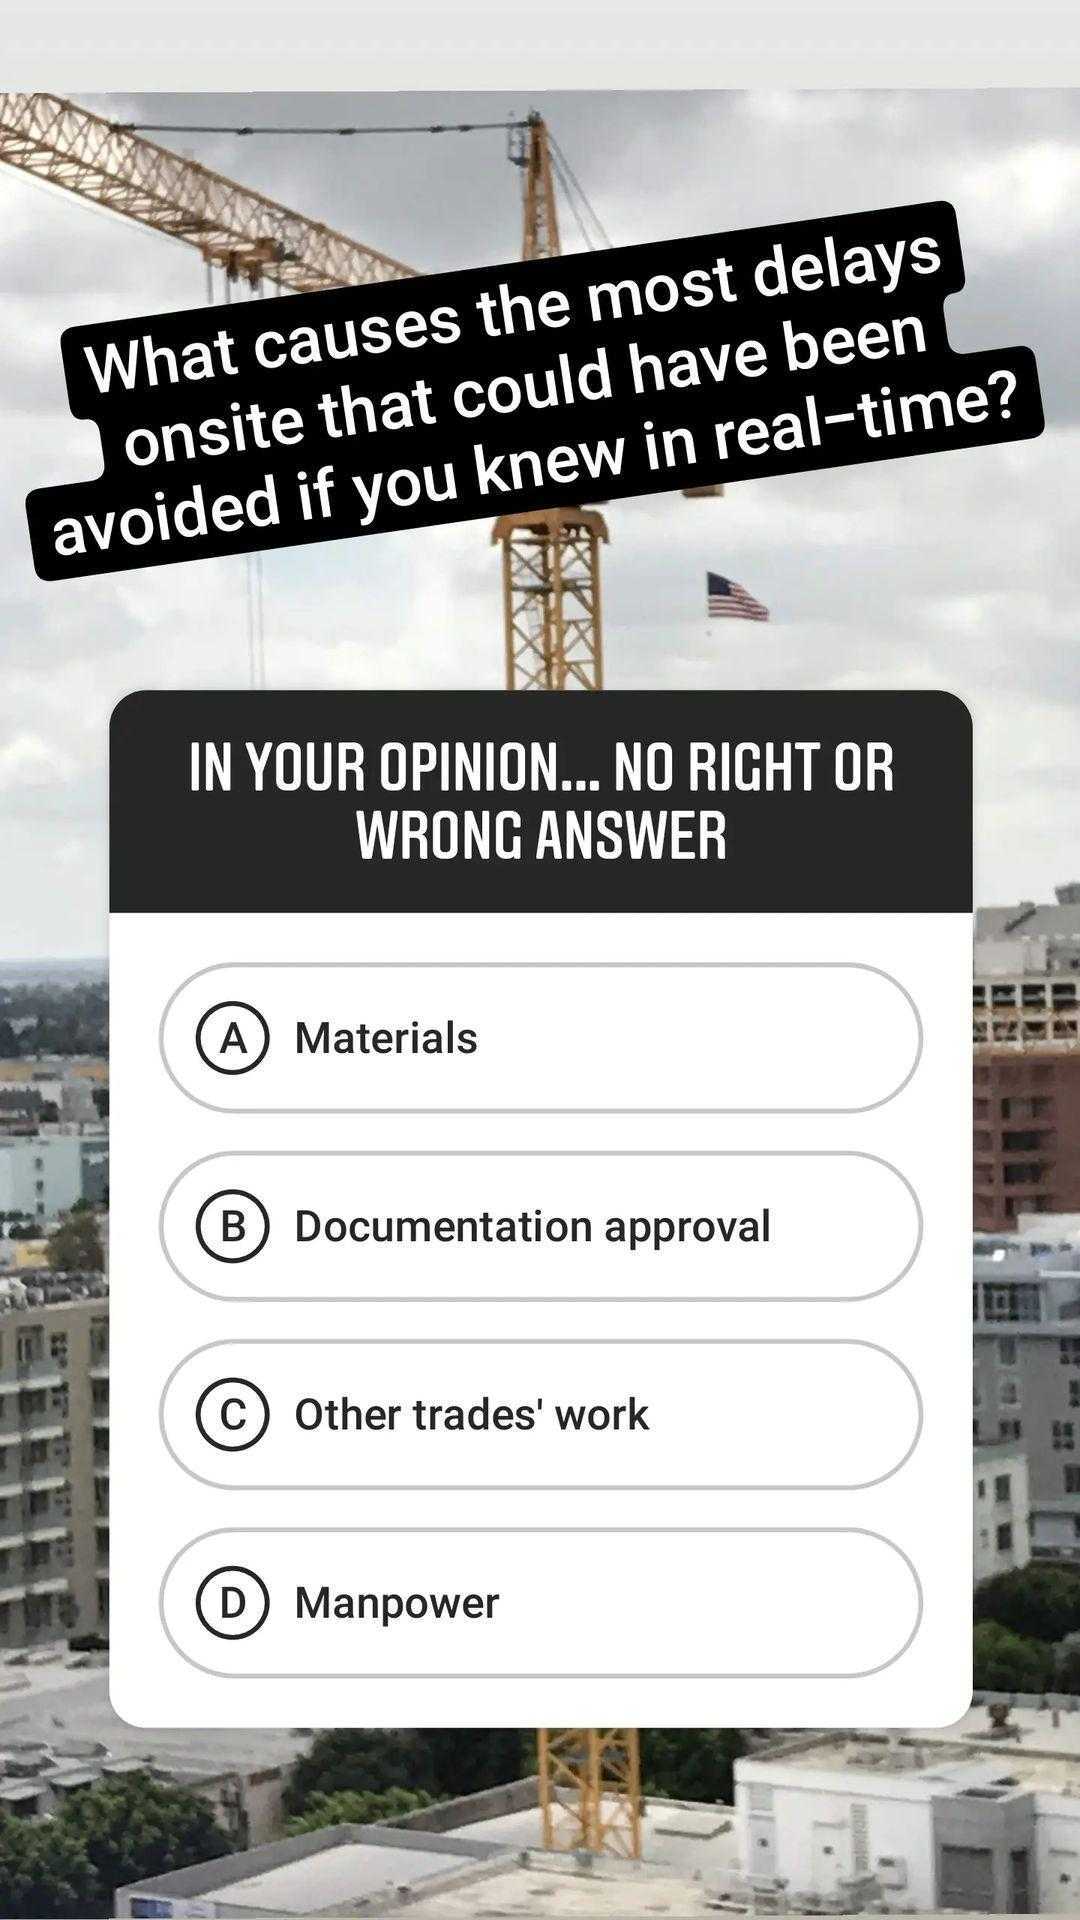 What causes the most delays
onsite that could have been
avoided if you knew in real-time?
IN YOUR OPINION... NO RIGHT OR
WRONG ANSWER
A Materials
B Documentation approval
C Other trades' work
D Manpower